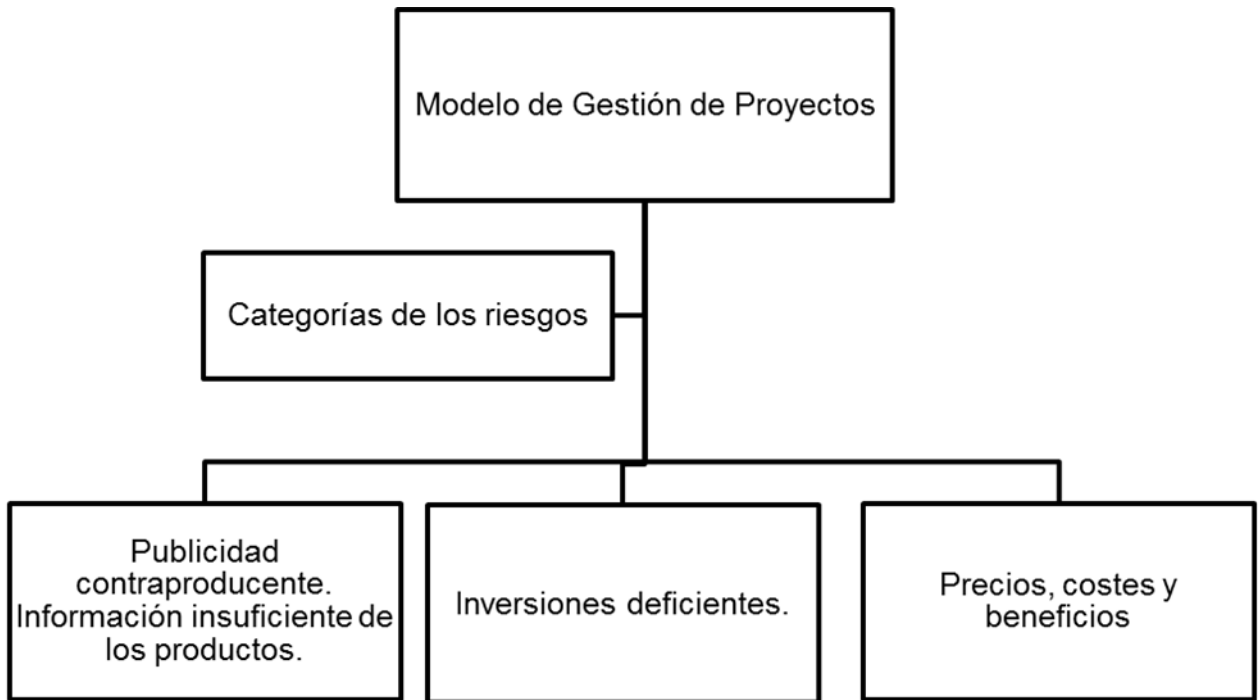 Modelo de Gestión de Proyectos
Categorías de los riesgos
Publicidad
contraproducente.
Información insuficiente de
los productos.
Inversiones deficientes.
Precios, costes y
beneficios